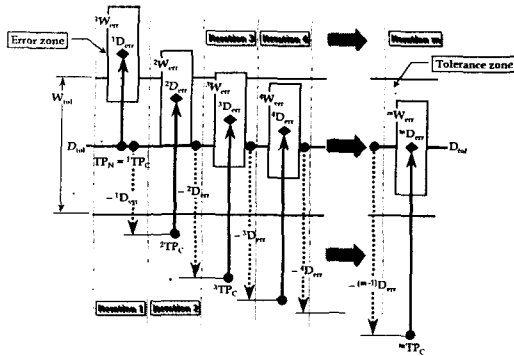 ¹W_err
Error zone
¹D_err
²W_err
Iteration 3
Iteration 4
Iteration m
Tolerance zone
W_tol
²D_err
³W_err
³D_err
⁴W_err
⁴D_err
ᵐW_err
ᵐD_err
D_tol
D_tol
TP_N = ¹TP_C
– ¹D_err
– ²D_err
²TP_C
– ³D_err
³TP_C
– ⁴D_err
– ⁽ᵐ⁻¹⁾D_err
Iteration 1
Iteration 2
ᵐTP_C